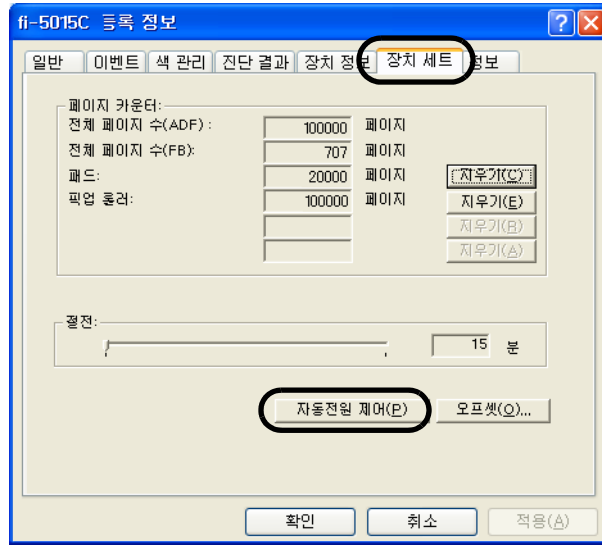 fi-5015C 등록 정보
일반 이벤트 색 관리 진단 결과 장치 정보 장치 세트 정보
페이지 카운터:
전체 페이지 수(ADF) : 100000 페이지
전체 페이지 수(FB): 707 페이지
패드: 20000 페이지 지우기(C)
픽업 롤러: 100000 페이지 지우기(E)
지우기(R)
지우기(A)
절전:
15 분
자동전원 제어(P) 오프셋(O)...
확인 취소 적용(A)